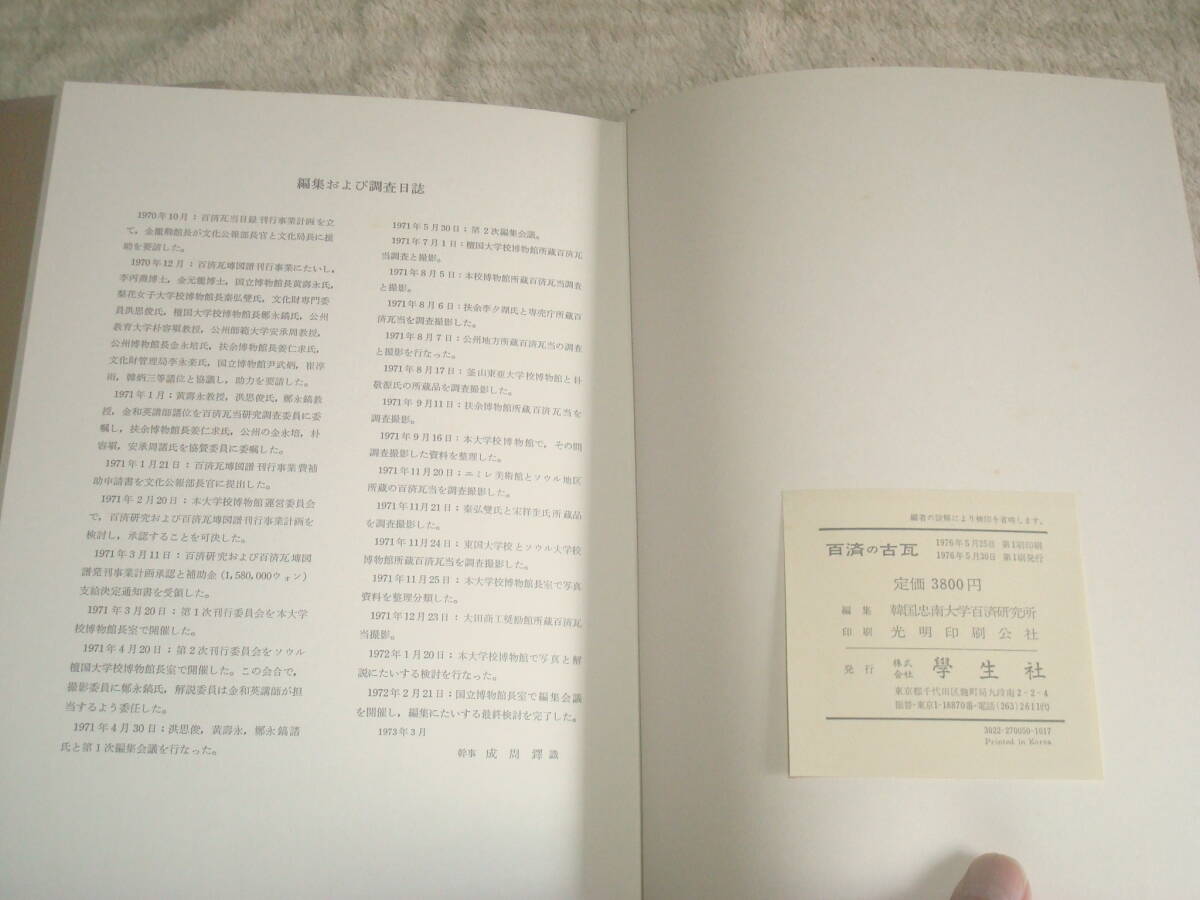 編集および調査日誌
1970年10月：百済瓦当目録刊行事業計画を立
て，金龍飛館長が文化公報部長官と文化局長に援
助を要請した。
1970年12月：百済瓦塼図譜刊行事業にたいし，
李丙燾博士，金元龍博士，国立博物館長黄壽永氏，
梨花女子大学校博物館長秦弘燮氏，文化財専門委
員洪思俊氏，檀国大学校博物館長鄭永鎬氏，公州
教育大学朴容塡教授，公州師範大学安承周教授，
公州博物館長金永培氏，扶余博物館長姜仁求氏，
文化財管理局李永楽氏，国立博物館尹武炳，崔淳
雨，韓炳三等諸位と協議し，助力を要請した。
1971年1月：黄壽永教授，洪思俊氏，鄭永鎬教
授，金和英講師諸位を百済瓦当研究調査委員に委
嘱し，扶余博物館長姜仁求氏，公州の金永培，朴
容塡，安承周諸氏を協賛委員に委嘱した。
1971年1月21日：百済瓦塼図譜刊行事業費補
助申請書を文化公報部長官に提出した。
1971年2月20日：本大学校博物館運営委員会
で，百済研究および百済瓦塼図譜刊行事業計画を
検討し，承認することを可決した。
1971年3月11日：百済研究および百済瓦塼図
譜発刊事業計画承認と補助金（1,580,000ウォン）
支給決定通知書を受領した。
1971年3月20日：第1次刊行委員会を本大学
校博物館長室で開催した。
1971年4月20日：第2次刊行委員会をソウル
檀国大学校博物館長室で開催した。この会合で，
撮影委員に鄭永鎬氏，解説委員は金和英講師が担
当するよう委任した。
1971年4月30日：洪思俊，黄壽永，鄭永鎬諸
氏と第1次編集会議を行なった。
1971年5月30日：第2次編集会議。
1971年7月1日：檀国大学校博物館所蔵百済瓦
当調査と撮影。
1971年8月5日：本校博物館所蔵百済瓦当調査
と撮影。
1971年8月6日：扶余李夕湖氏と専売庁所蔵百
済瓦当を調査撮影した。
1971年8月7日：公州地方所蔵百済瓦当の調査
と撮影を行なった。
1971年8月17日：釜山東亜大学校博物館と朴
敬源氏の所蔵品を調査撮影した。
1971年9月11日：扶余博物館所蔵百済瓦当を
調査撮影。
1971年9月16日：本大学校博物館で，その間
調査撮影した資料を整理した。
1971年11月20日：エミレ美術館とソウル地区
所蔵の百済瓦当を調査撮影した。
1971年11月21日：秦弘燮氏と宋祥奎氏所蔵品
を調査撮影した。
1971年11月24日：東国大学校とソウル大学校
博物館所蔵百済瓦当を調査撮影した。
1971年11月25日：本大学校博物館長室で写真
資料を整理分類した。
1971年12月23日：大田商工奨励館所蔵百済瓦
当撮影。
1972年1月20日：本大学校博物館で写真と解
説にたいする検討を行なった。
1972年2月21日：国立博物館長室で編集会議
を開催し，編集にたいする最終検討を完了した。
1973年3月
幹事 成周鐸識
編者の諒解により検印を省略します。
百済の古瓦
1976年5月25日 第1刷印刷
1976年5月30日 第1刷発行
定価 3800円
編集 韓国忠南大学百済研究所
印刷 光明印刷公社
発行 株式会社 學生社
東京都千代田区麹町局九段南2-2-4
振替・東京1-18870番・電話(263)2611(代)
3022-270050-1017
Printed in Korea